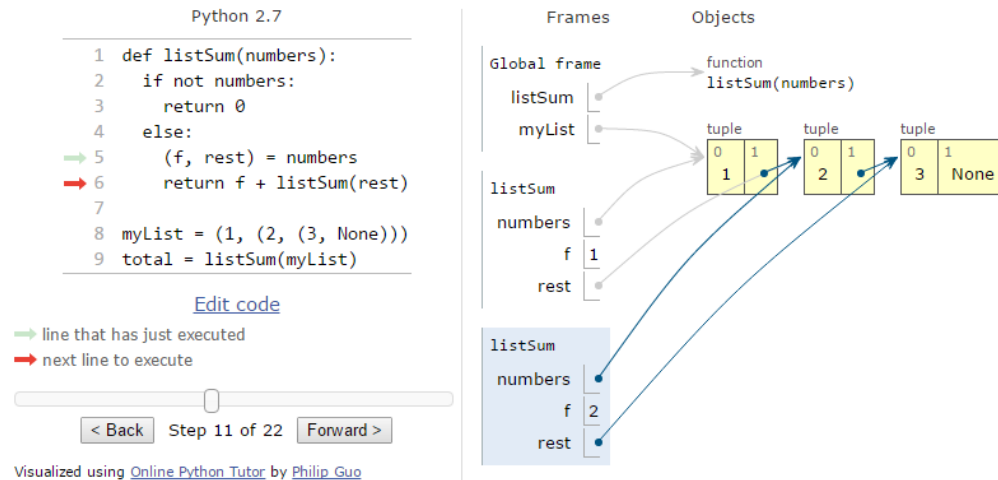 Python 2.7
1 def listSum(numbers):
2   if not numbers:
3     return 0
4   else:
5     (f, rest) = numbers
6     return f + listSum(rest)
7
8 myList = (1, (2, (3, None)))
9 total = listSum(myList)
Edit code
line that has just executed
next line to execute
< Back Step 11 of 22 Forward >
Visualized using Online Python Tutor by Philip Guo
Frames Objects
Global frame
listSum
myList
function
listSum(numbers)
tuple
0 1
1
tuple
0 1
2
tuple
0 1
3 None
listSum
numbers
f 1
rest
listSum
numbers
f 2
rest